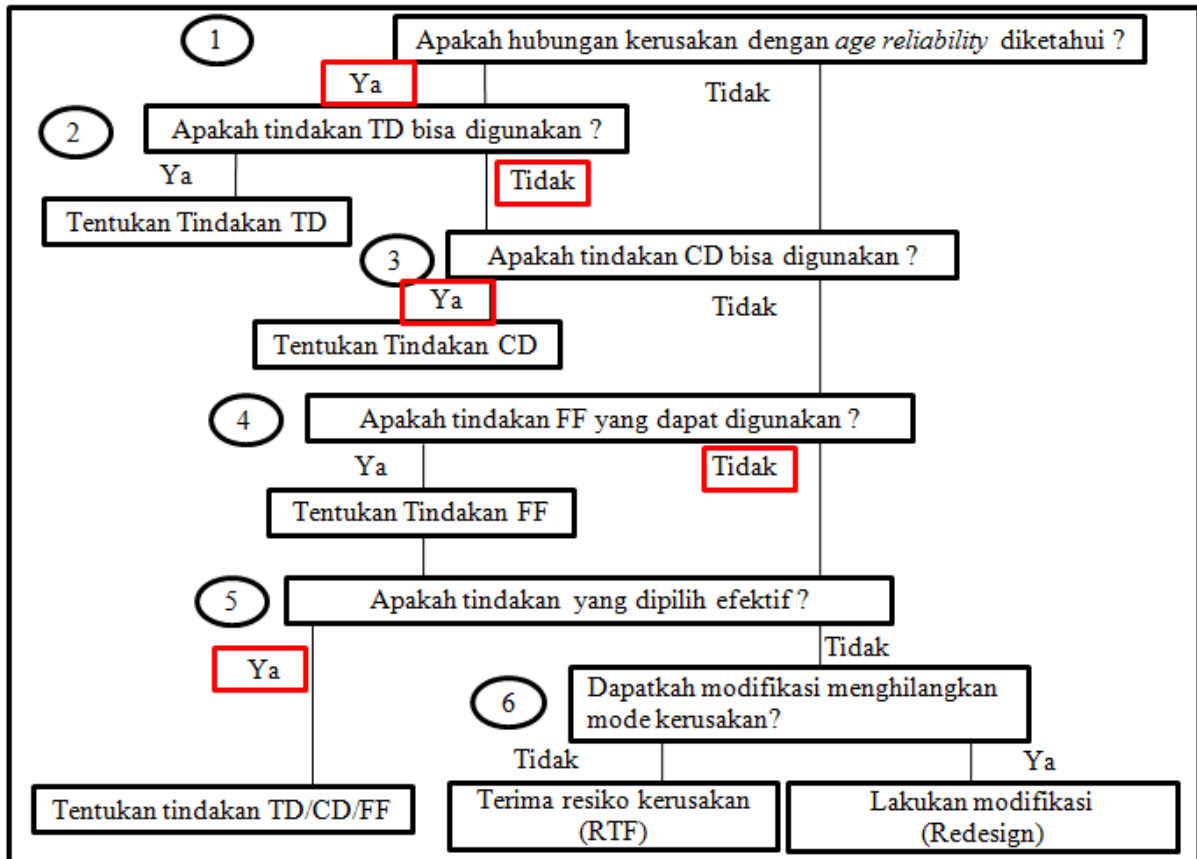 1
Apakah hubungan kerusakan dengan age reliability diketahui ?
Ya
Tidak
2
Apakah tindakan TD bisa digunakan ?
Ya
Tidak
Tentukan Tindakan TD
3
Apakah tindakan CD bisa digunakan ?
Ya
Tidak
Tentukan Tindakan CD
4
Apakah tindakan FF yang dapat digunakan ?
Ya
Tidak
Tentukan Tindakan FF
5
Apakah tindakan yang dipilih efektif ?
Ya
Tidak
6
Dapatkah modifikasi menghilangkan
mode kerusakan?
Tidak
Ya
Tentukan tindakan TD/CD/FF
Terima resiko kerusakan
(RTF)
Lakukan modifikasi
(Redesign)